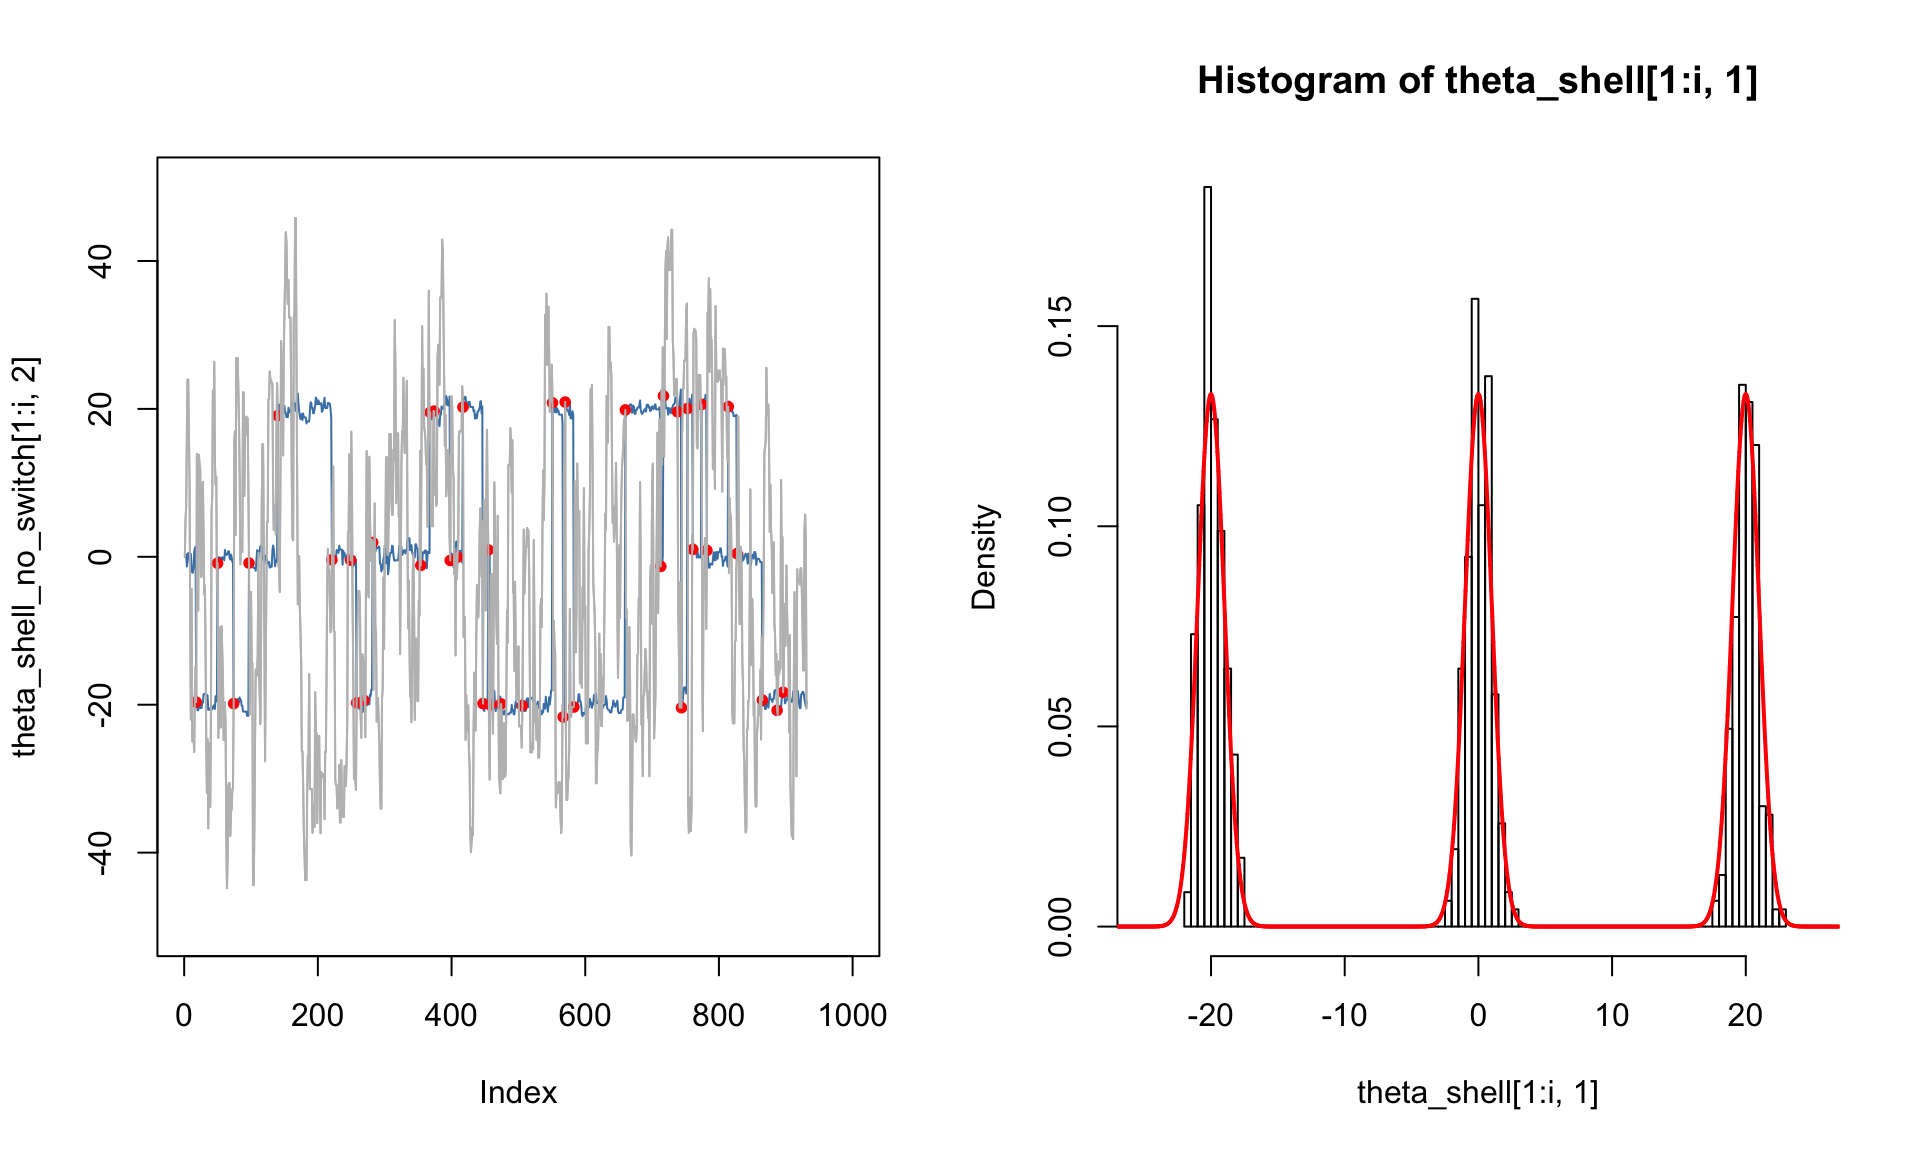 theta_shell_no_switch[1:i, 2]
40
20
0
-20
-40
0 200 400 600 800 1000
Index
Histogram of theta_shell[1:i, 1]
Density
0.15
0.10
0.05
0.00
-20 -10 0 10 20
theta_shell[1:i, 1]